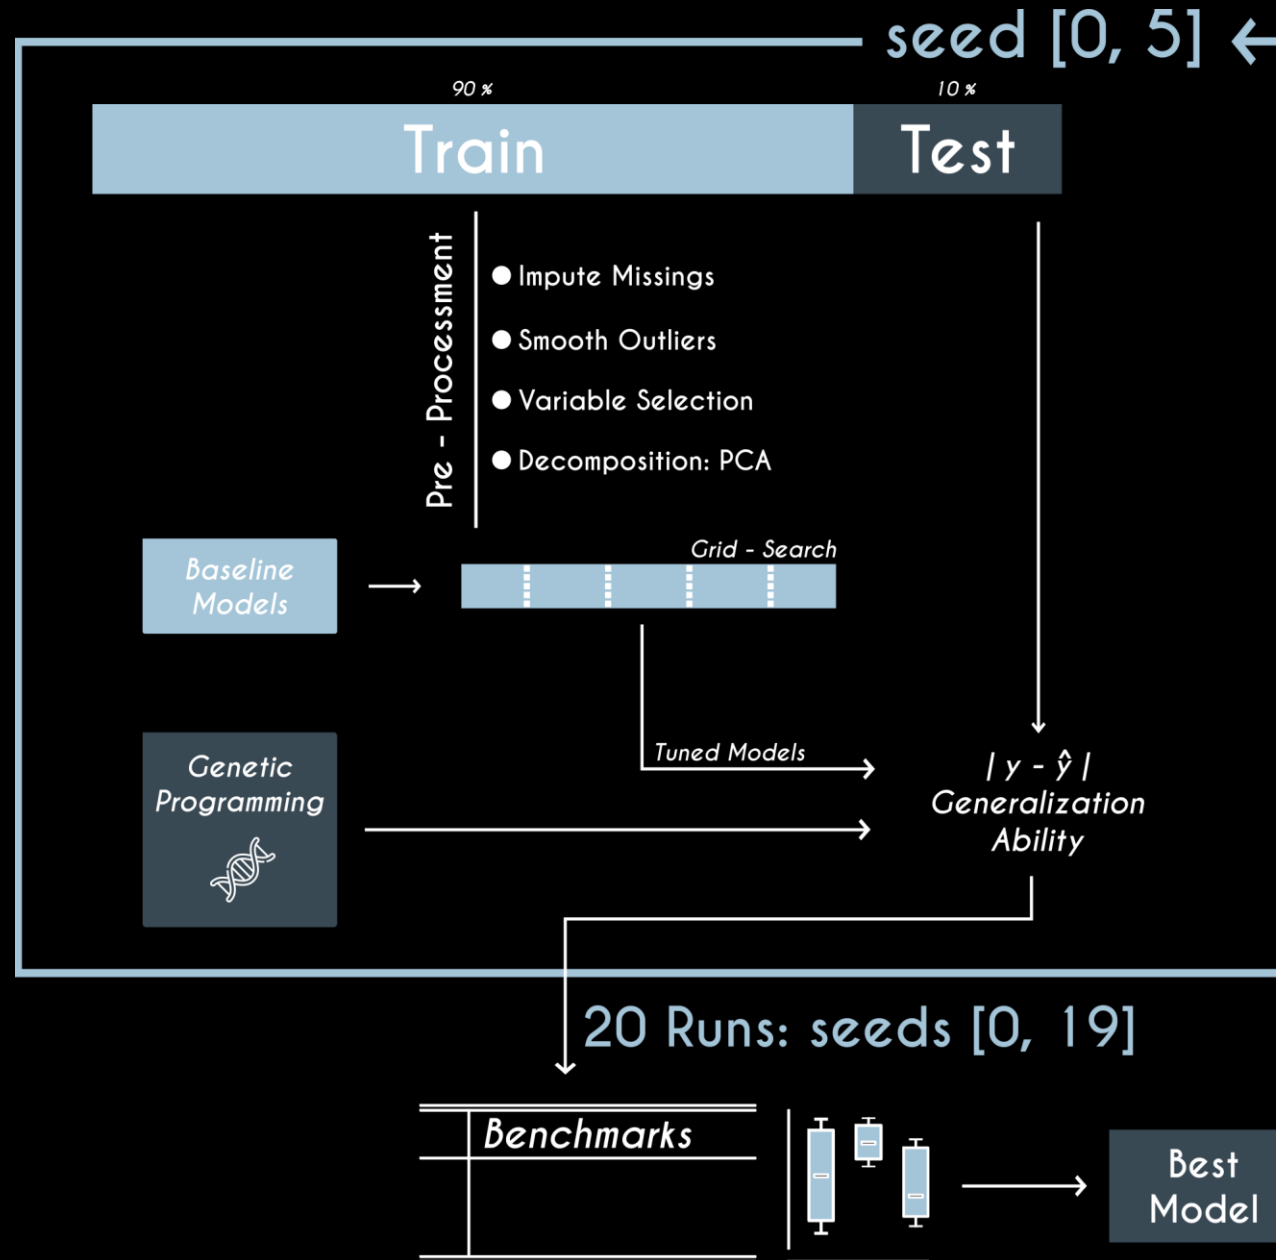 seed [0, 5]
90 %
10 %
Train
Test
Pre - Processment
Impute Missings
Smooth Outliers
Variable Selection
Decomposition: PCA
Grid - Search
Baseline
Models
Tuned Models
Genetic
Programming
| y - ŷ |
Generalization
Ability
20 Runs: seeds [0, 19]
Benchmarks
Best
Model